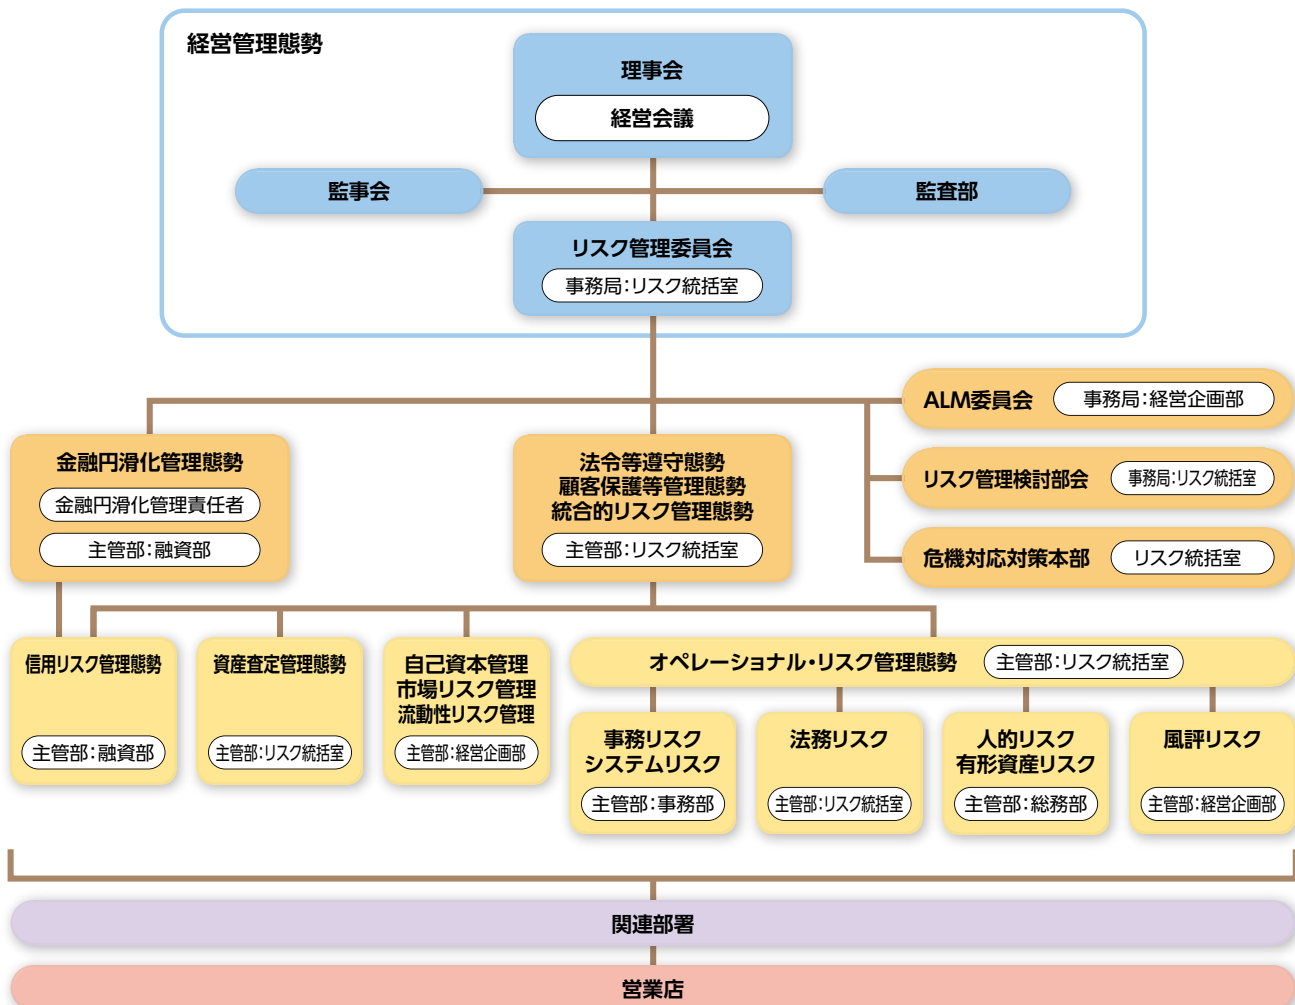 経営管理態勢
理事会
経営会議
監事会
監査部
リスク管理委員会
事務局：リスク統括室
ALM委員会
事務局：経営企画部
リスク管理検討部会
事務局：リスク統括室
危機対応対策本部
リスク統括室
金融円滑化管理態勢
金融円滑化管理責任者
主管部：融資部
法令等遵守態勢
顧客保護等管理態勢
統合的リスク管理態勢
主管部：リスク統括室
信用リスク管理態勢
主管部：融資部
資産査定管理態勢
主管部：リスク統括室
自己資本管理
市場リスク管理
流動性リスク管理
主管部：経営企画部
オペレーショナル・リスク管理態勢
主管部：リスク統括室
事務リスク
システムリスク
主管部：事務部
法務リスク
主管部：リスク統括室
人的リスク
有形資産リスク
主管部：総務部
風評リスク
主管部：経営企画部
関連部署
営業店